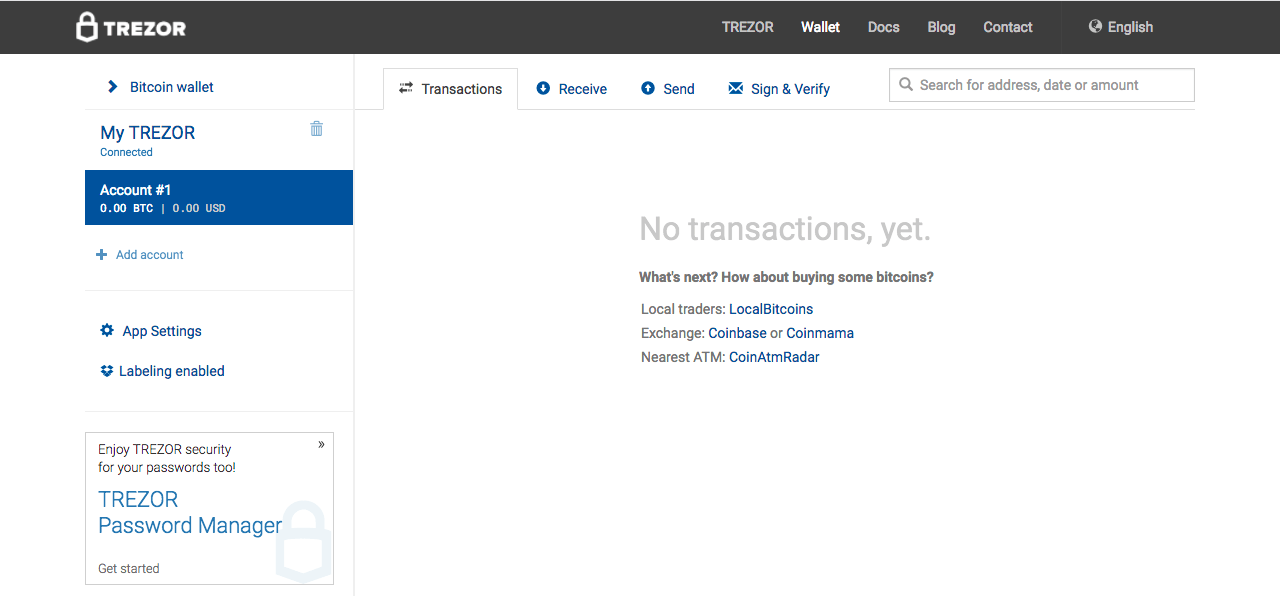 TREZOR
TREZOR Wallet Docs Blog Contact English
Bitcoin wallet
My TREZOR
Connected
Account #1
0.00 BTC | 0.00 USD
Add account
App Settings
Labeling enabled
Enjoy TREZOR security »
for your passwords too!
TREZOR
Password Manager
Get started
Transactions Receive Send Sign & Verify Search for address, date or amount
No transactions, yet.
What's next? How about buying some bitcoins?
Local traders: LocalBitcoins
Exchange: Coinbase or Coinmama
Nearest ATM: CoinAtmRadar